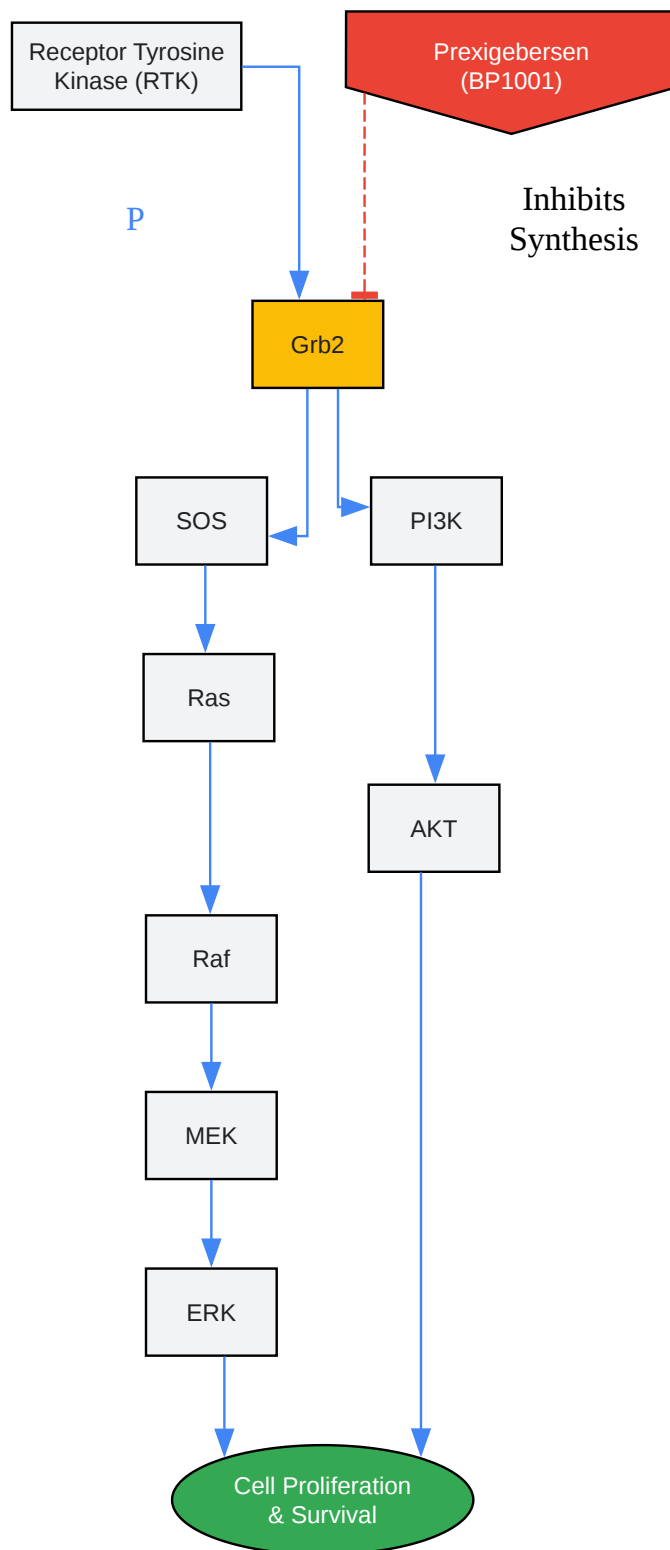 Receptor Tyrosine
Kinase (RTK)
Prexigebersen
(BP1001)
P
Inhibits
Synthesis
Grb2
SOS
PI3K
Ras
AKT
Raf
MEK
ERK
Cell Proliferation
& Survival